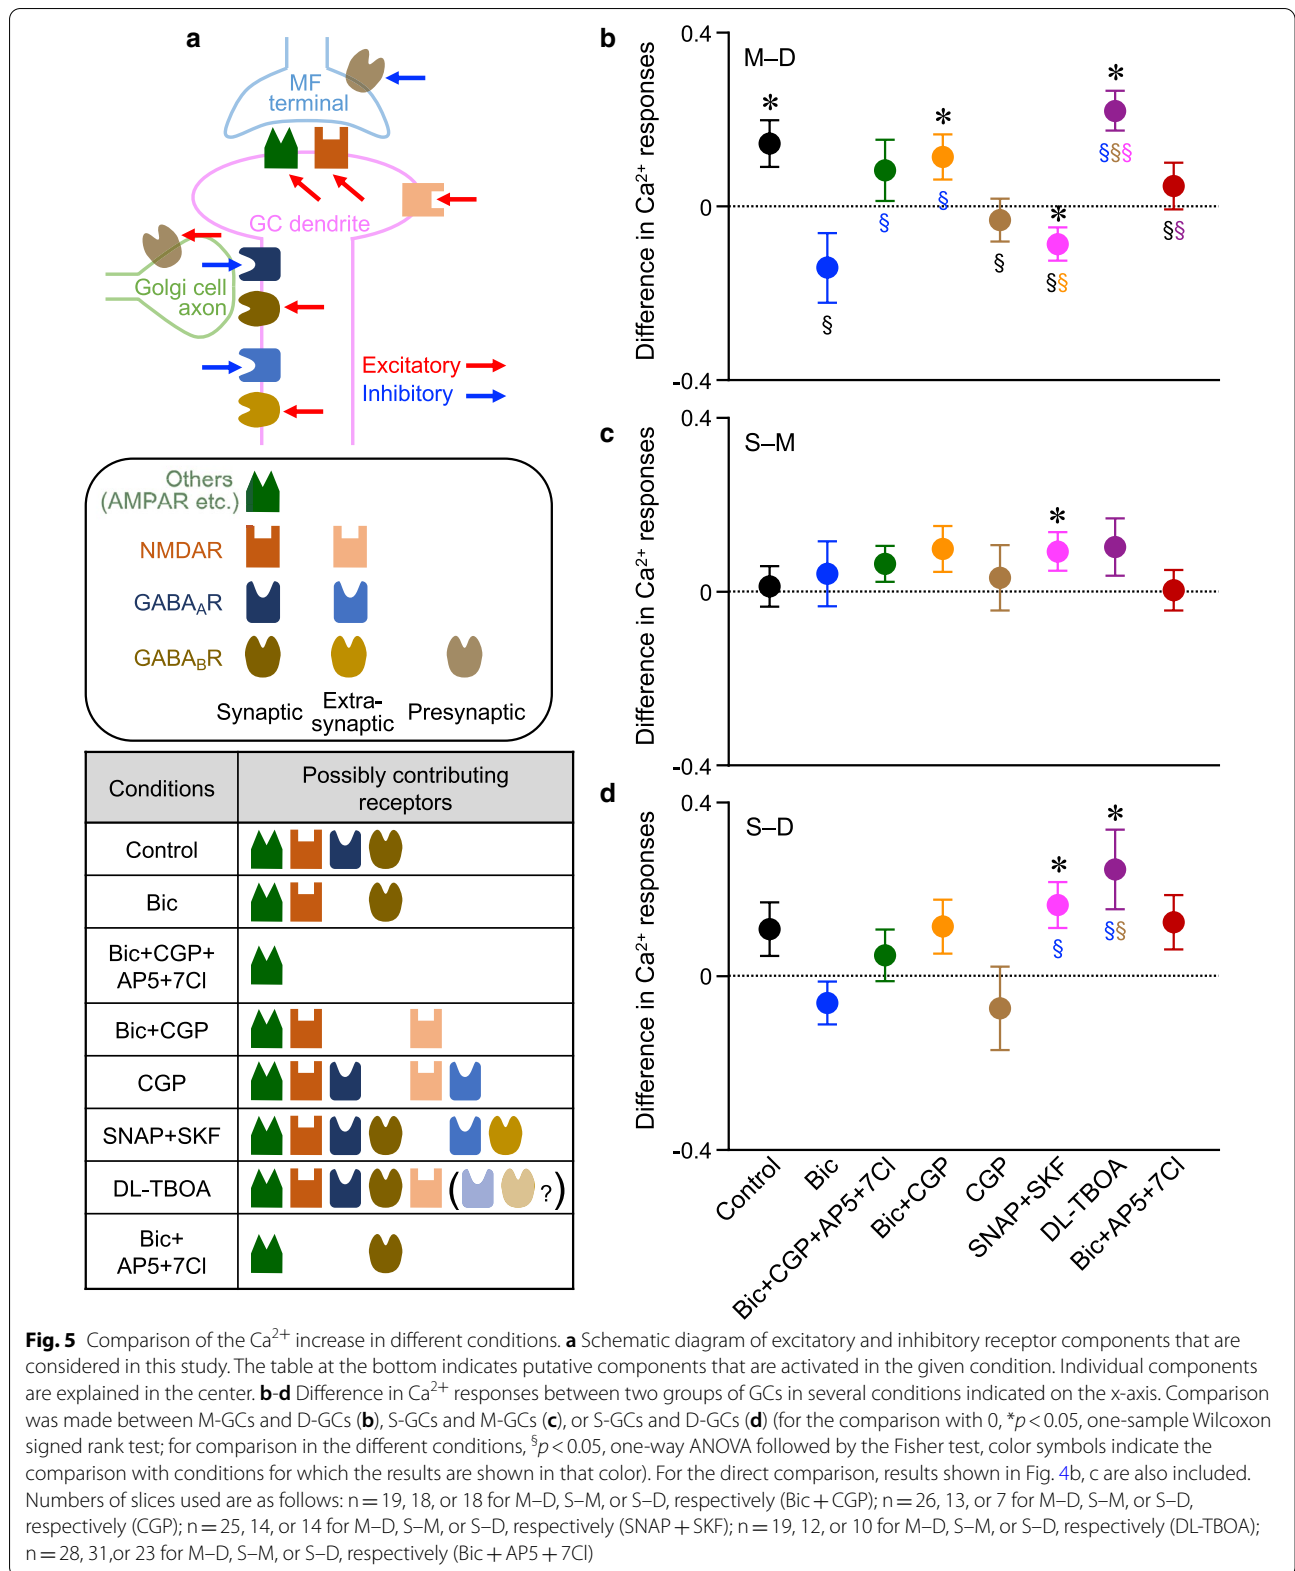 a
MF
terminal
GC dendrite
Golgi cell
axon
Excitatory
Inhibitory
Others
(AMPAR etc.)
NMDAR
GABA_AR
GABA_BR
Synaptic
Extra-
synaptic
Presynaptic
Conditions
Possibly contributing
receptors
Control
Bic
Bic+CGP+
AP5+7Cl
Bic+CGP
CGP
SNAP+SKF
DL-TBOA
( ?)
Bic+
AP5+7Cl
b
Difference in Ca²⁺ responses
0.4
0
-0.4
M–D
*
§
§
*
§
§
*
§§
*
§§§
§§
c
Difference in Ca²⁺ responses
0.4
0
-0.4
S–M
*
d
Difference in Ca²⁺ responses
0.4
0
-0.4
S–D
*
§
*
§§
Control
Bic
Bic+CGP+AP5+7Cl
Bic+CGP
CGP
SNAP+SKF
DL-TBOA
Bic+AP5+7Cl
Fig. 5 Comparison of the Ca²⁺ increase in different conditions. a Schematic diagram of excitatory and inhibitory receptor components that are
considered in this study. The table at the bottom indicates putative components that are activated in the given condition. Individual components
are explained in the center. b-d Difference in Ca²⁺ responses between two groups of GCs in several conditions indicated on the x-axis. Comparison
was made between M-GCs and D-GCs (b), S-GCs and M-GCs (c), or S-GCs and D-GCs (d) (for the comparison with 0, *p < 0.05, one-sample Wilcoxon
signed rank test; for comparison in the different conditions, §p < 0.05, one-way ANOVA followed by the Fisher test, color symbols indicate the
comparison with conditions for which the results are shown in that color). For the direct comparison, results shown in Fig. 4b, c are also included.
Numbers of slices used are as follows: n = 19, 18, or 18 for M–D, S–M, or S–D, respectively (Bic + CGP); n = 26, 13, or 7 for M–D, S–M, or S–D,
respectively (CGP); n = 25, 14, or 14 for M–D, S–M, or S–D, respectively (SNAP + SKF); n = 19, 12, or 10 for M–D, S–M, or S–D, respectively (DL-TBOA);
n = 28, 31,or 23 for M–D, S–M, or S–D, respectively (Bic + AP5 + 7Cl)